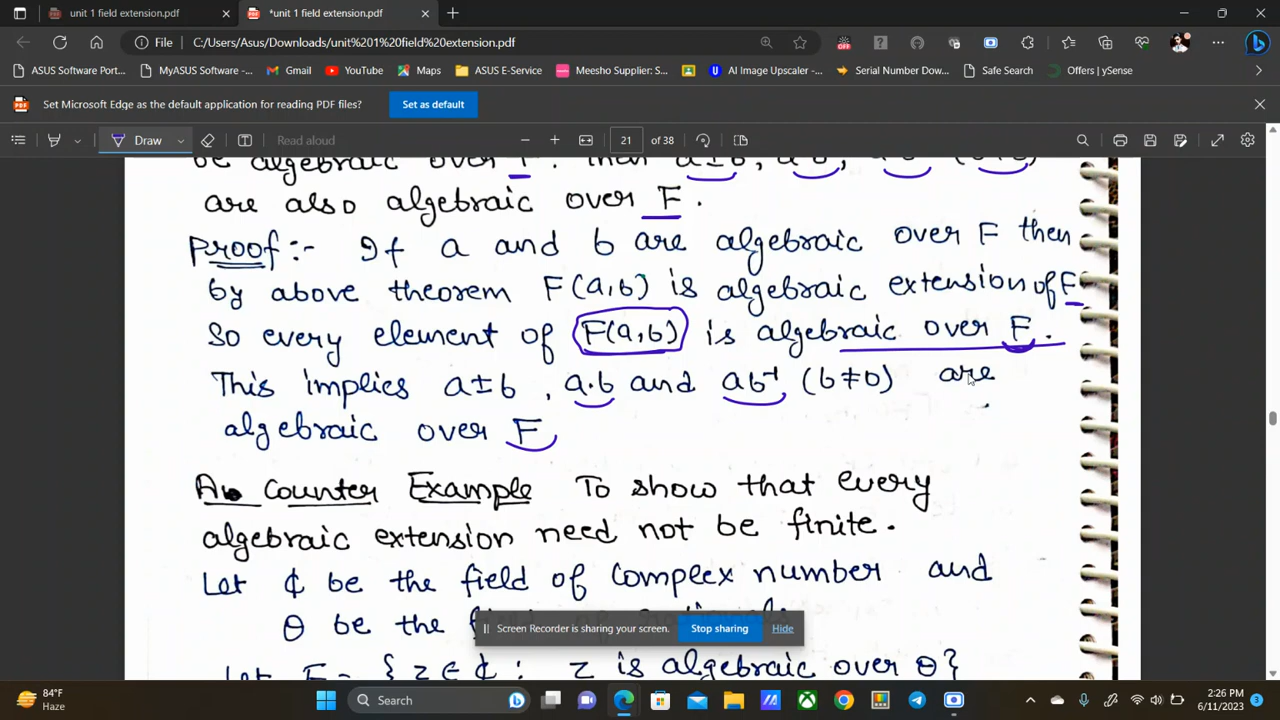 unit 1 field extension.pdf
*unit 1 field extension.pdf
File
C:/Users/Asus/Downloads/unit%201%20field%20extension.pdf
ASUS Software Port...
MyASUS Software -...
Gmail
YouTube
Maps
ASUS E-Service
Meesho Supplier: S...
AI Image Upscaler -...
Serial Number Dow...
Safe Search
Offers | ySense
Set Microsoft Edge as the default application for reading PDF files?
Set as default
Draw
Read aloud
21 of 38
be algebraic over F. Then a±b,
are also algebraic over F.
Proof:- If a and b are algebraic over F then
by above theorem F(a,b) is algebraic extension of F
So every element of F(a,b) is algebraic over F.
This implies a±b, a·b and ab⁻¹ (b≠0) are
algebraic over F
A Counter Example To show that every
algebraic extension need not be finite.
Let ₵ be the field of complex number and
θ be the
Screen Recorder is sharing your screen.
Stop sharing
Hide
{ z ∈ ₵ : z is algebraic over θ}
84°F
Haze
Search
2:26 PM
6/11/2023